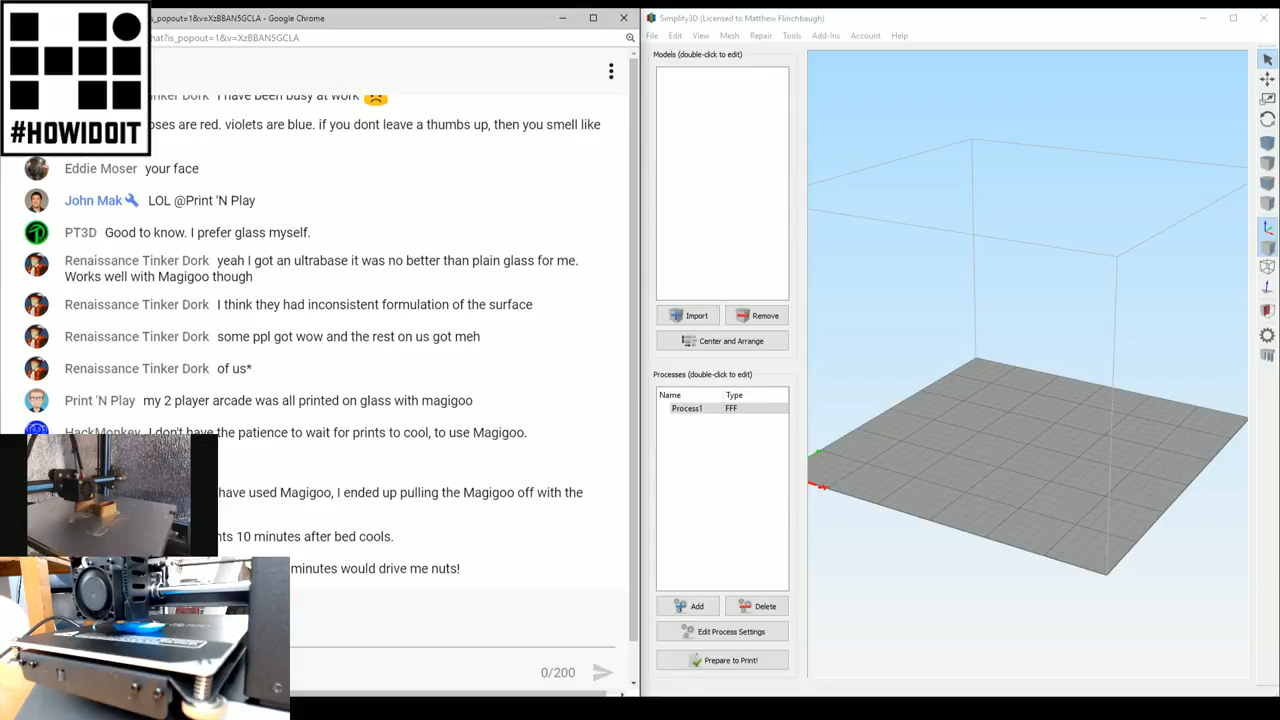 s_popout=1&v=XzBBAN5GCLA - Google Chrome
hat?is_popout=1&v=XzBBAN5GCLA
#HOWIDOIT
inker Dork I have been busy at work
oses are red. violets are blue. if you dont leave a thumbs up, then you smell like
Eddie Moser your face
John Mak LOL @Print 'N Play
PT3D Good to know. I prefer glass myself.
Renaissance Tinker Dork yeah I got an ultrabase it was no better than plain glass for me.
Works well with Magigoo though
Renaissance Tinker Dork I think they had inconsistent formulation of the surface
Renaissance Tinker Dork some ppl got wow and the rest on us got meh
Renaissance Tinker Dork of us*
Print 'N Play my 2 player arcade was all printed on glass with magigoo
HackMonkey I don't have the patience to wait for prints to cool, to use Magigoo.
have used Magigoo, I ended up pulling the Magigoo off with the
nts 10 minutes after bed cools.
minutes would drive me nuts!
0/200
Simplify3D (Licensed to Matthew Flinchbaugh)
File Edit View Mesh Repair Tools Add-Ins Account Help
Models (double-click to edit)
Import Remove
Center and Arrange
Processes (double-click to edit)
Name Type
Process1 FFF
Add Delete
Edit Process Settings
Prepare to Print!